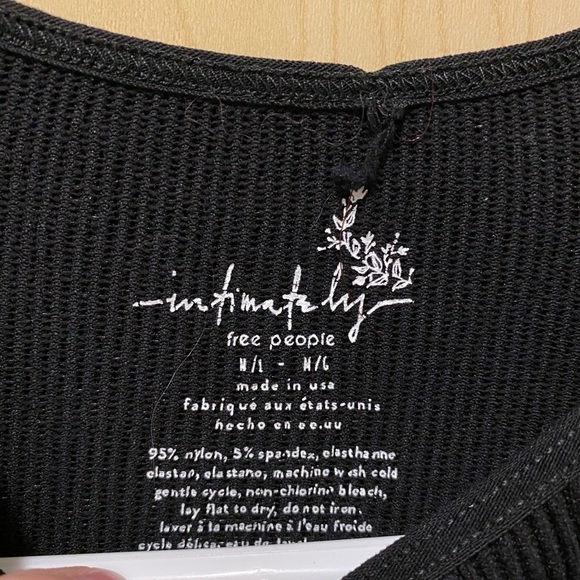 intimately
free people
M/L - M/G
made in usa
fabriqué aux états-unis
hecho en ee.uu
95% nylon, 5% spandex, elasthanne
elastan, elastano, machine wash cold
gentle cycle, non-chlorine bleach,
lay flat to dry, do not iron.
laver à la machine à l'eau froide
cycle délicat